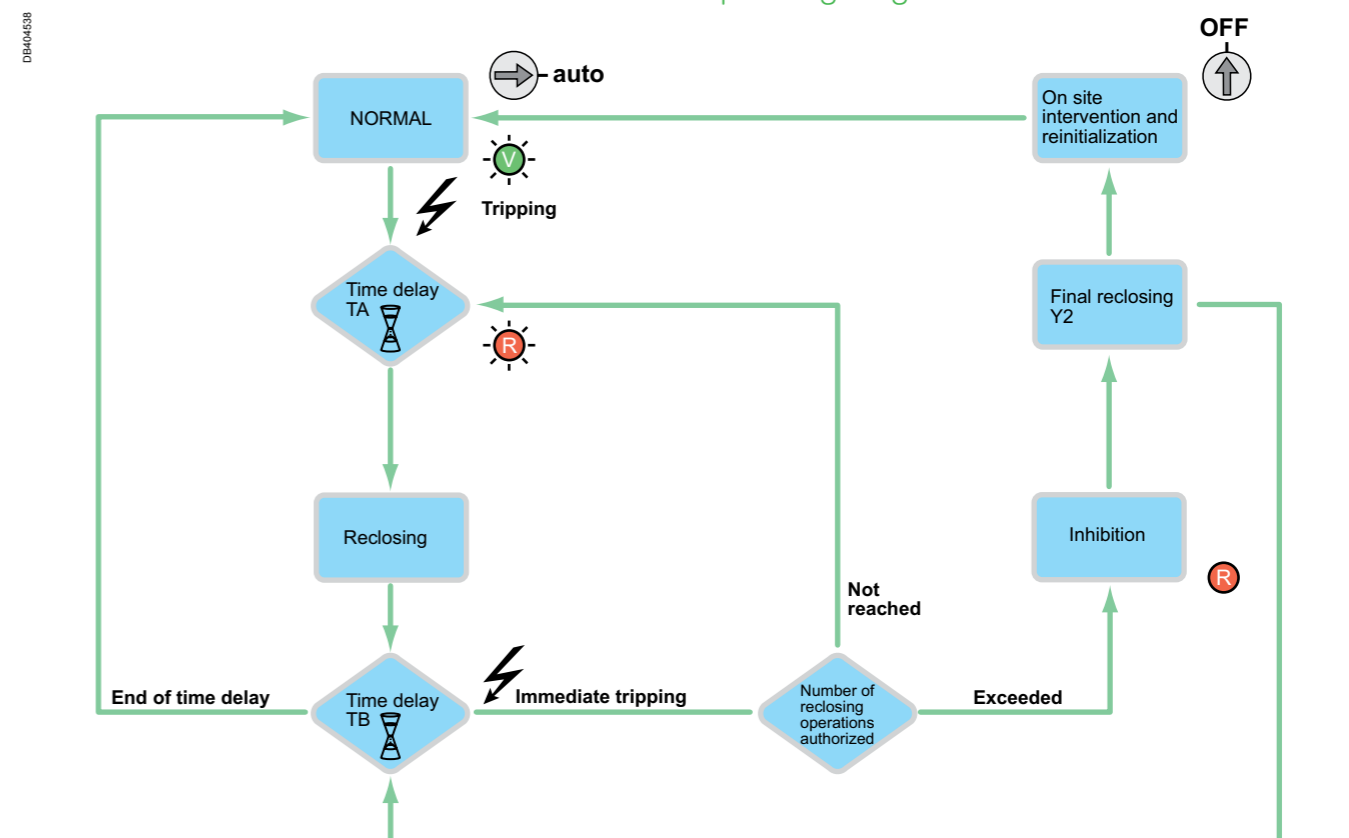 DB404538
OFF
auto
NORMAL
On site
intervention and
reinitialization
V
Tripping
Time delay
TA
R
Final reclosing
Y2
Reclosing
Inhibition
R
Not
reached
End of time delay
Time delay
TB
Immediate tripping
Number of
reclosing
operations
authorized
Exceeded